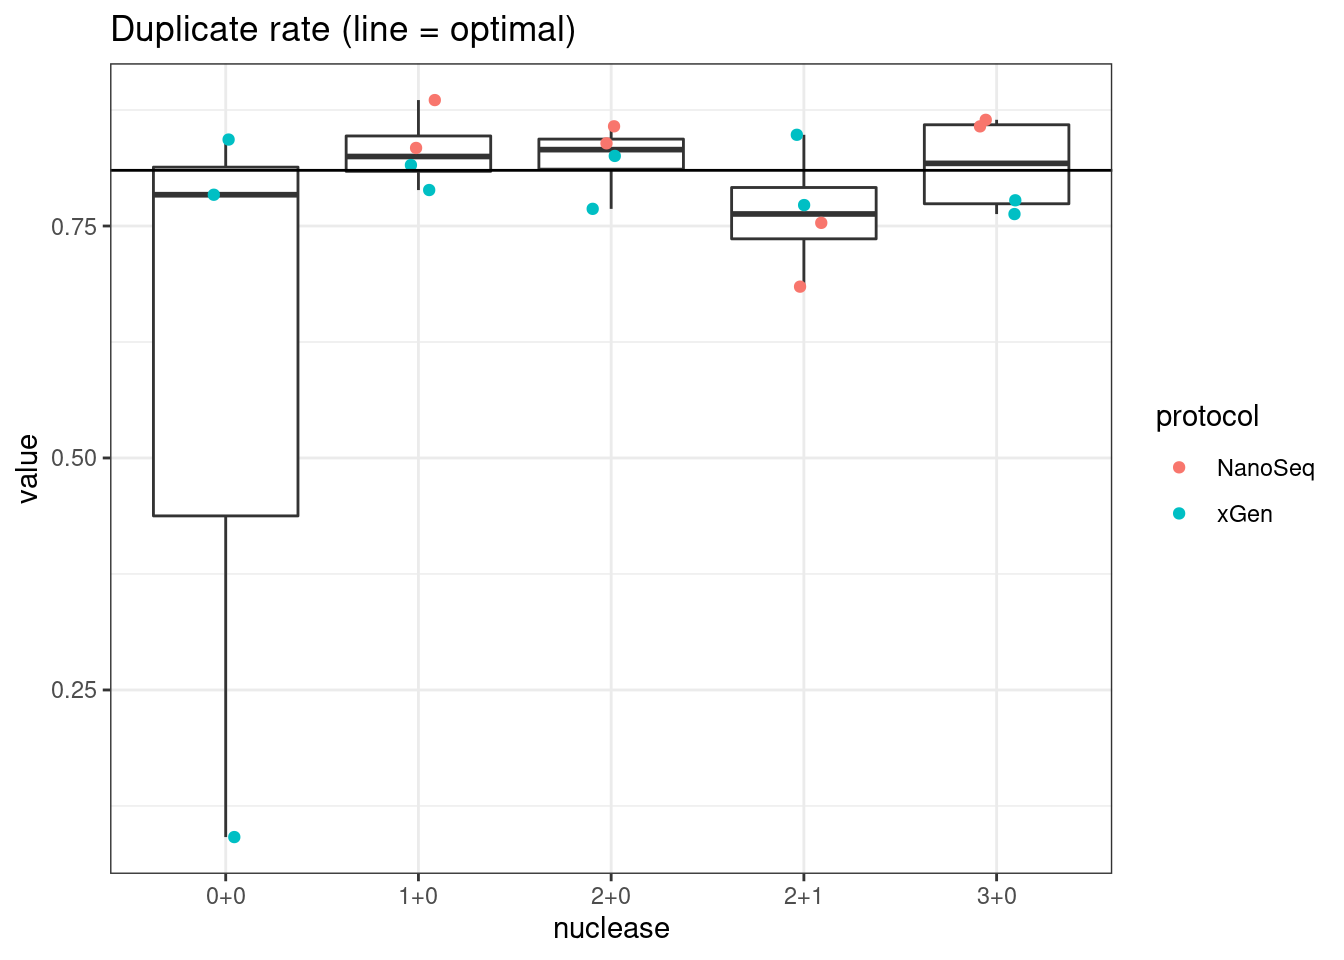 Duplicate rate (line = optimal)
value
0.75
0.50
0.25
0+0
1+0
2+0
2+1
3+0
nuclease
protocol
NanoSeq
xGen